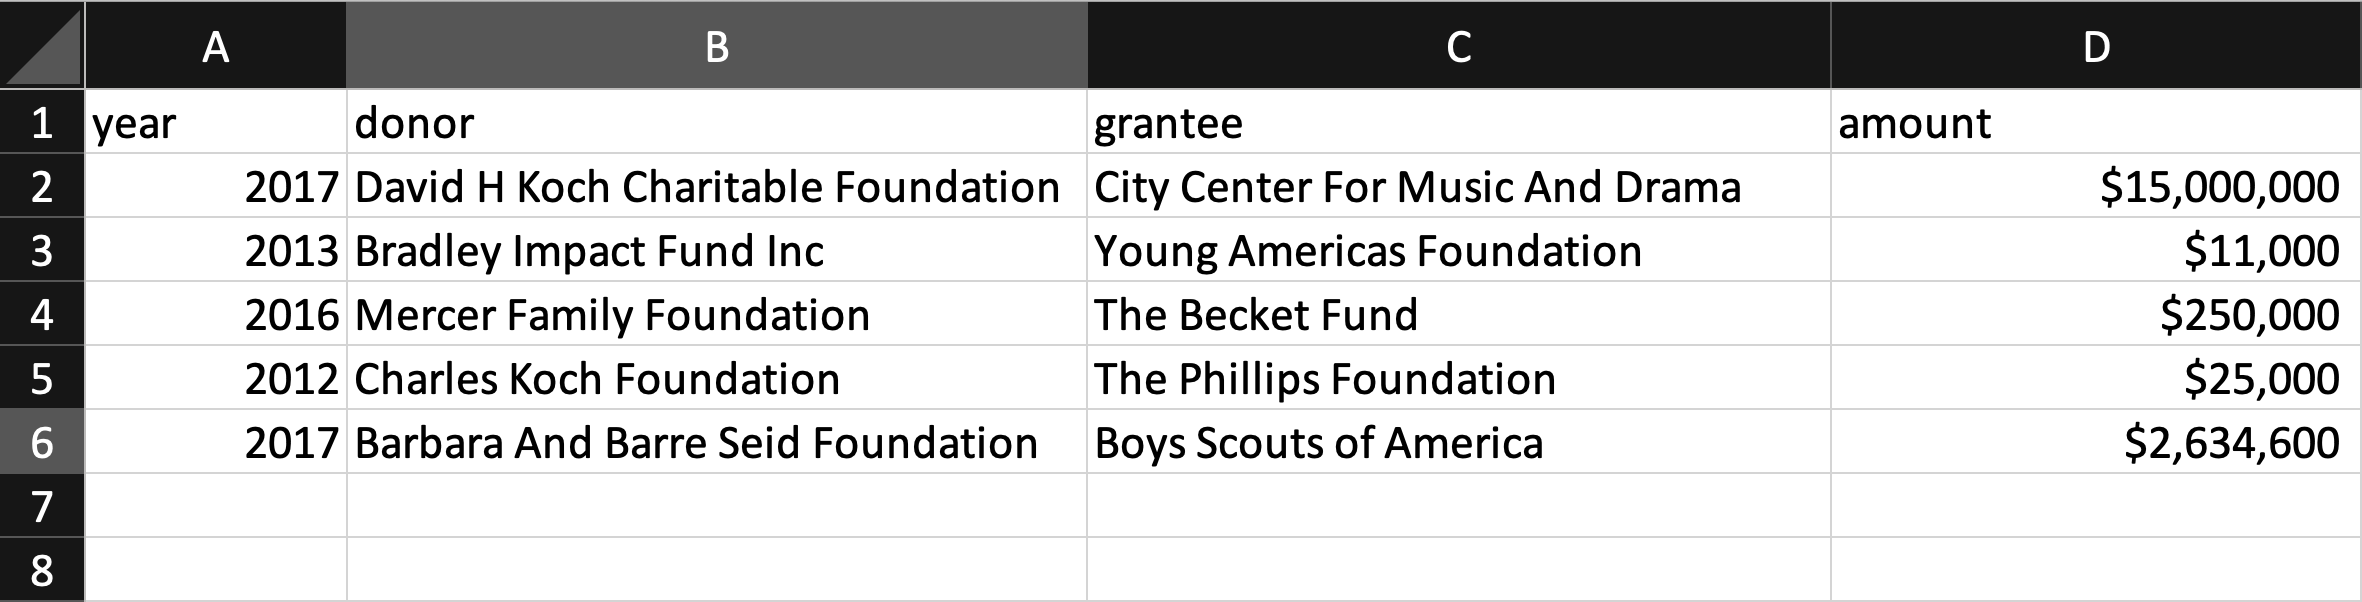 A B C D
1 year donor grantee amount
2 2017 David H Koch Charitable Foundation City Center For Music And Drama $15,000,000
3 2013 Bradley Impact Fund Inc Young Americas Foundation $11,000
4 2016 Mercer Family Foundation The Becket Fund $250,000
5 2012 Charles Koch Foundation The Phillips Foundation $25,000
6 2017 Barbara And Barre Seid Foundation Boys Scouts of America $2,634,600
7
8